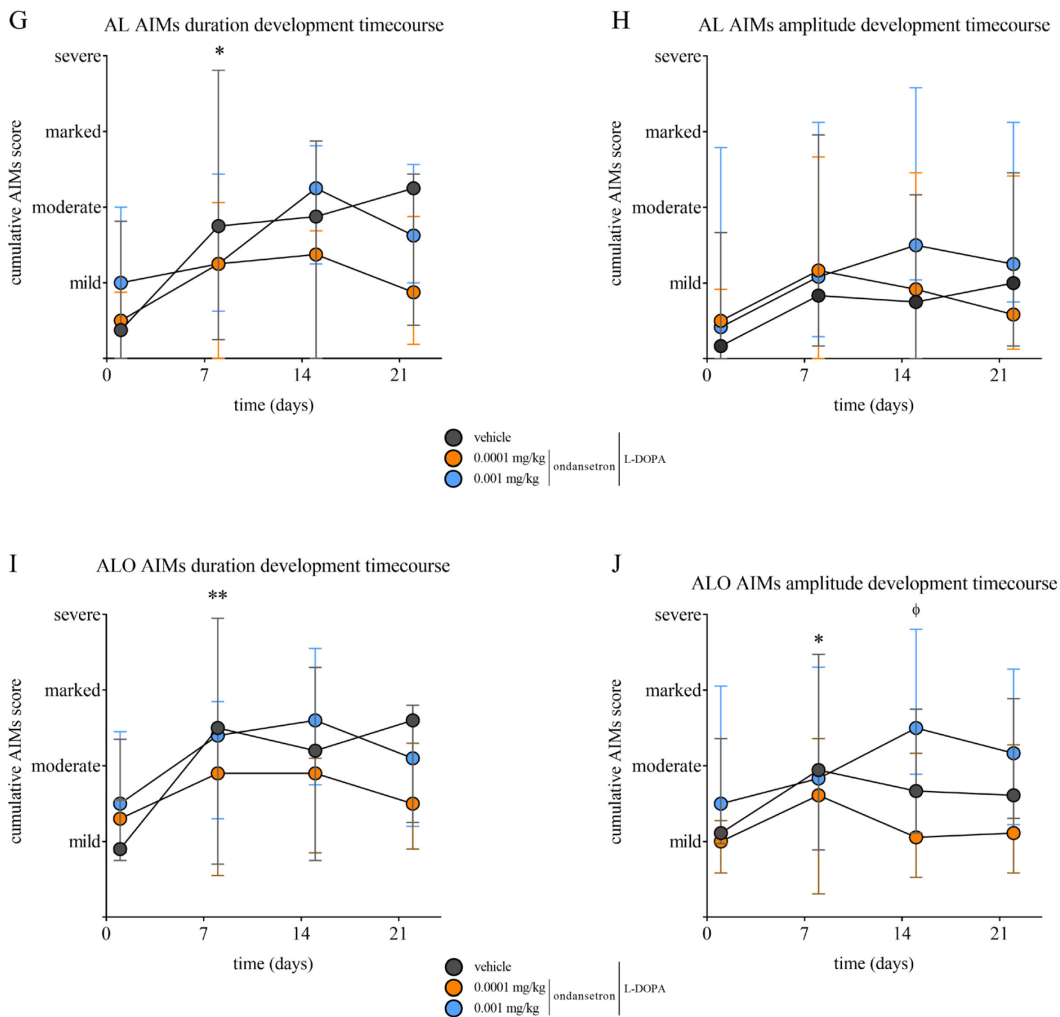 G
AL AIMs duration development timecourse
*
severe
marked
moderate
mild
cumulative AIMs score
0
7
14
21
time (days)
H
AL AIMs amplitude development timecourse
severe
marked
moderate
mild
cumulative AIMs score
0
7
14
21
time (days)
vehicle
0.0001 mg/kg
0.001 mg/kg
ondansetron
L-DOPA
I
ALO AIMs duration development timecourse
**
severe
marked
moderate
mild
cumulative AIMs score
0
7
14
21
time (days)
J
ALO AIMs amplitude development timecourse
ϕ
*
severe
marked
moderate
mild
cumulative AIMs score
0
7
14
21
time (days)
vehicle
0.0001 mg/kg
0.001 mg/kg
ondansetron
L-DOPA